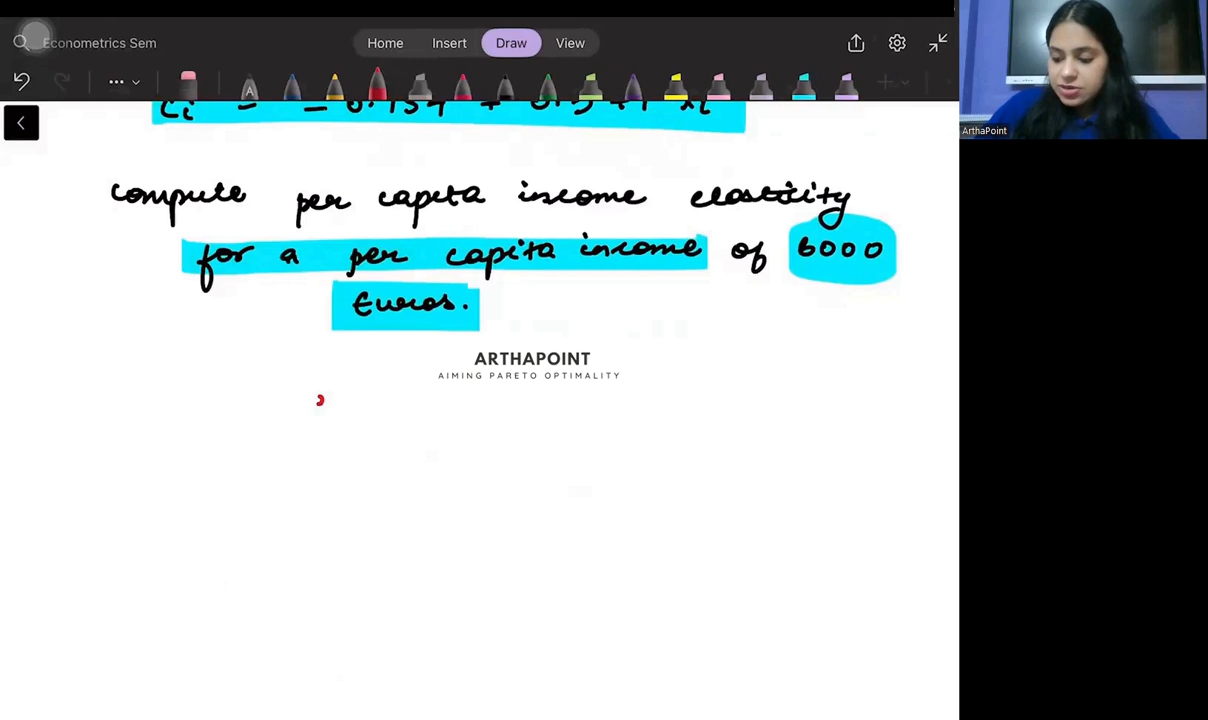 Econometrics Sem
Home Insert Draw View
A
ArthaPoint
compute per capita income elasticity
for a per capita income of 6000
Euros.
ARTHAPOINT
AIMING PARETO OPTIMALITY